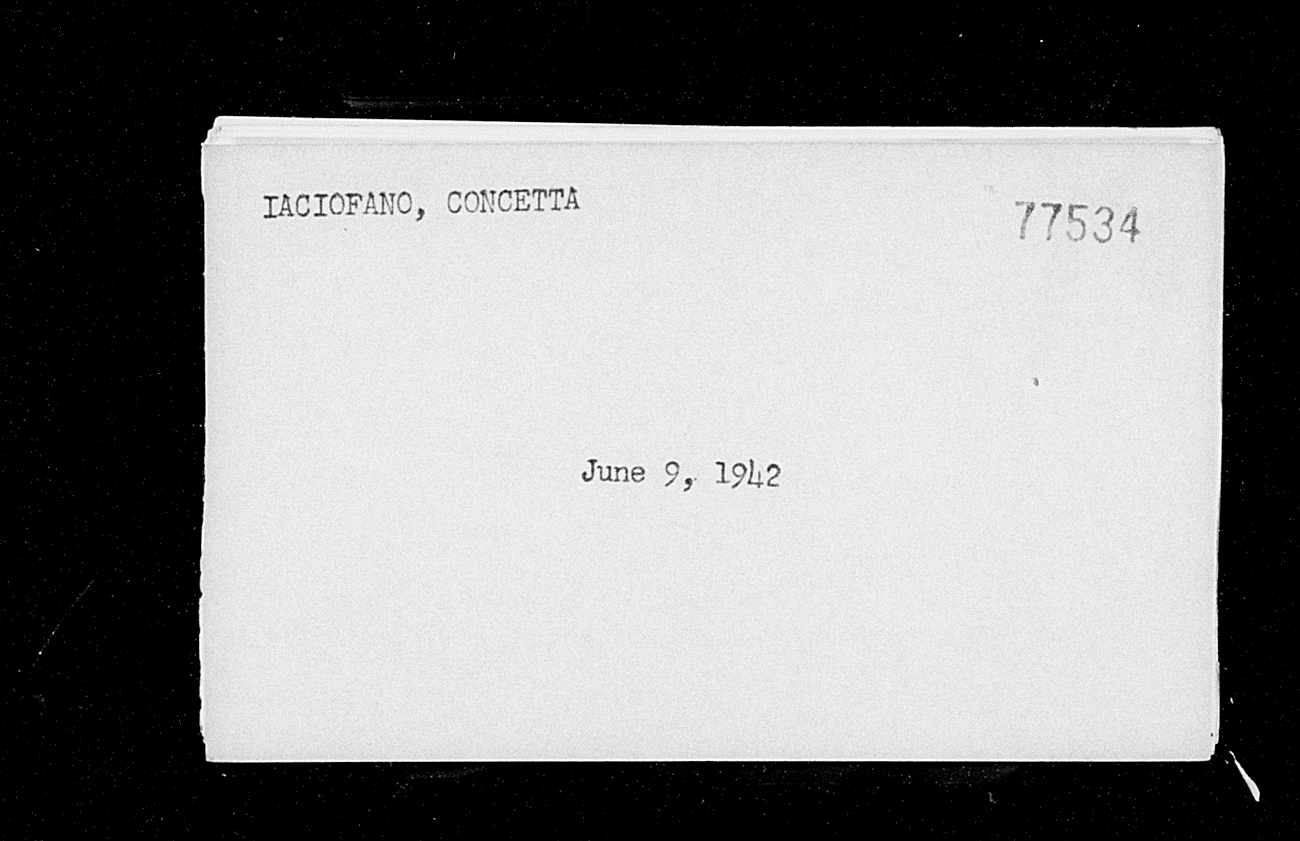 IACIOFANO, CONCETTA
77534
June 9, 1942